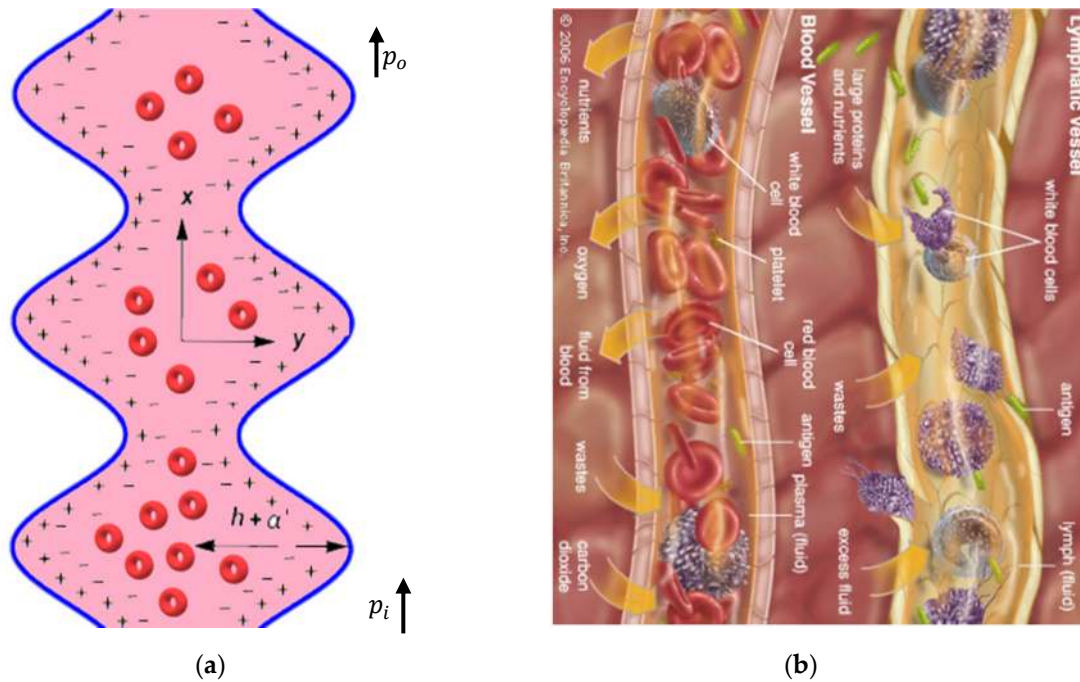 p_o
x
y
h + a'
p_i
(a)
© 2006 Encyclopædia Britannica, Inc.
nutrients
oxygen
fluid from
blood
wastes
carbon
dioxide
Blood Vessel
white blood
cell
platelet
red blood
cell
antigen
plasma (fluid)
large proteins
and nutrients
wastes
excess fluid
Lymphatic vessel
white blood cells
antigen
lymph (fluid)
(b)